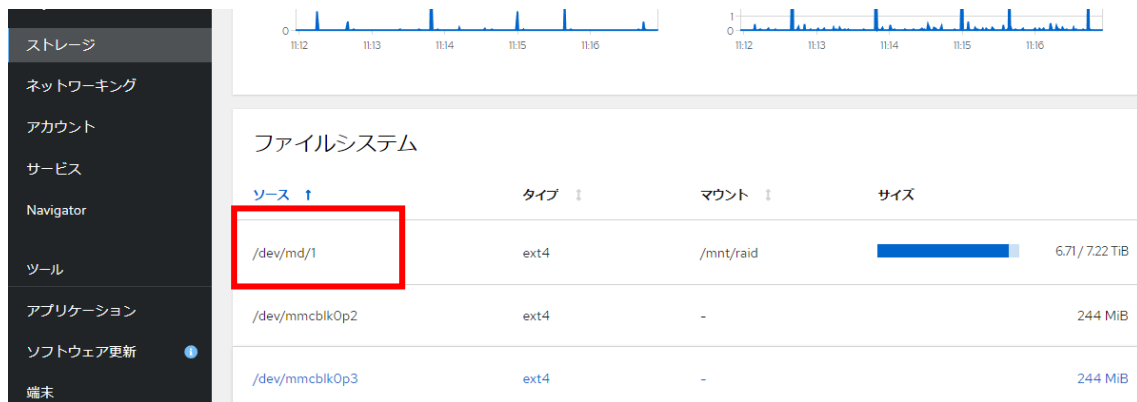 ストレージ
ネットワーキング
アカウント
サービス
Navigator
ツール
アプリケーション
ソフトウェア更新
端末
0
11:12 11:13 11:14 11:15 11:16
1
0
11:12 11:13 11:14 11:15 11:16
ファイルシステム
ソース タイプ マウント サイズ
/dev/md/1 ext4 /mnt/raid 6.71 / 7.22 TiB
/dev/mmcblk0p2 ext4 - 244 MiB
/dev/mmcblk0p3 ext4 - 244 MiB